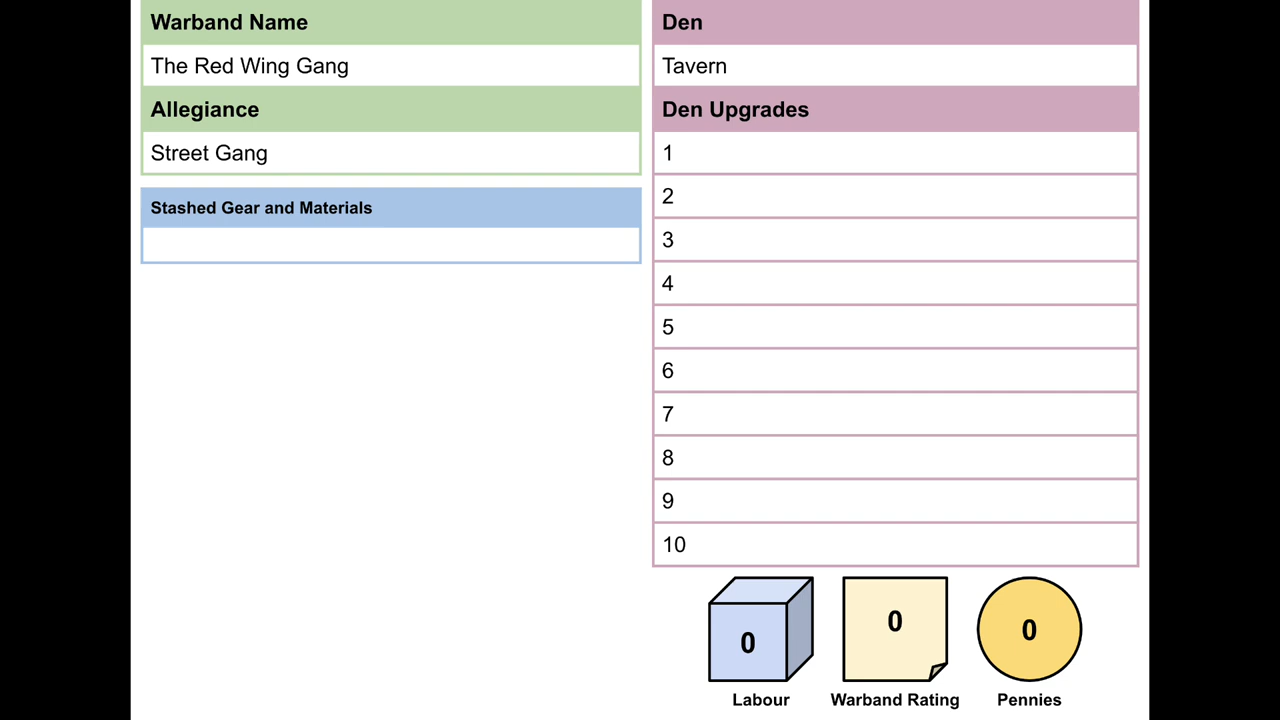 Warband Name
The Red Wing Gang
Allegiance
Street Gang
Stashed Gear and Materials
Den
Tavern
Den Upgrades
1
2
3
4
5
6
7
8
9
10
0
Labour
0
Warband Rating
0
Pennies